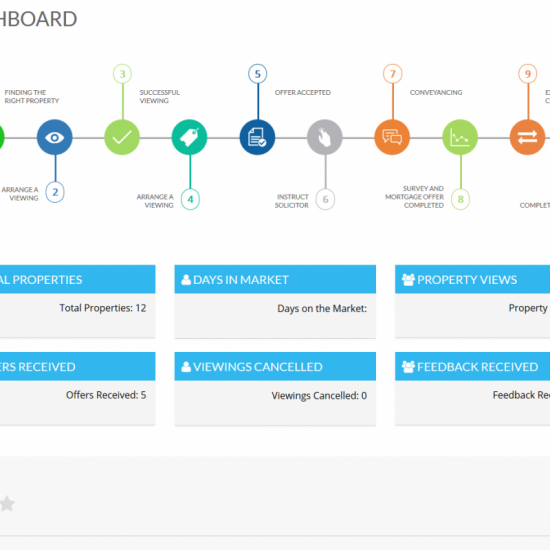 HBOARD
3
5
7
9
FINDING THE
RIGHT PROPERTY
SUCCESSFUL
VIEWING
OFFER ACCEPTED
CONVEYANCING
E
C
ARRANGE A
VIEWING
2
ARRANGE A
VIEWING
4
INSTRUCT
SOLICITOR
6
SURVEY AND
MORTGAGE OFFER
COMPLETED
8
COMPLET
AL PROPERTIES
DAYS IN MARKET
PROPERTY VIEWS
Total Properties: 12
Days on the Market:
Property
ERS RECEIVED
VIEWINGS CANCELLED
FEEDBACK RECEIVED
Offers Received: 5
Viewings Cancelled: 0
Feedback Rec